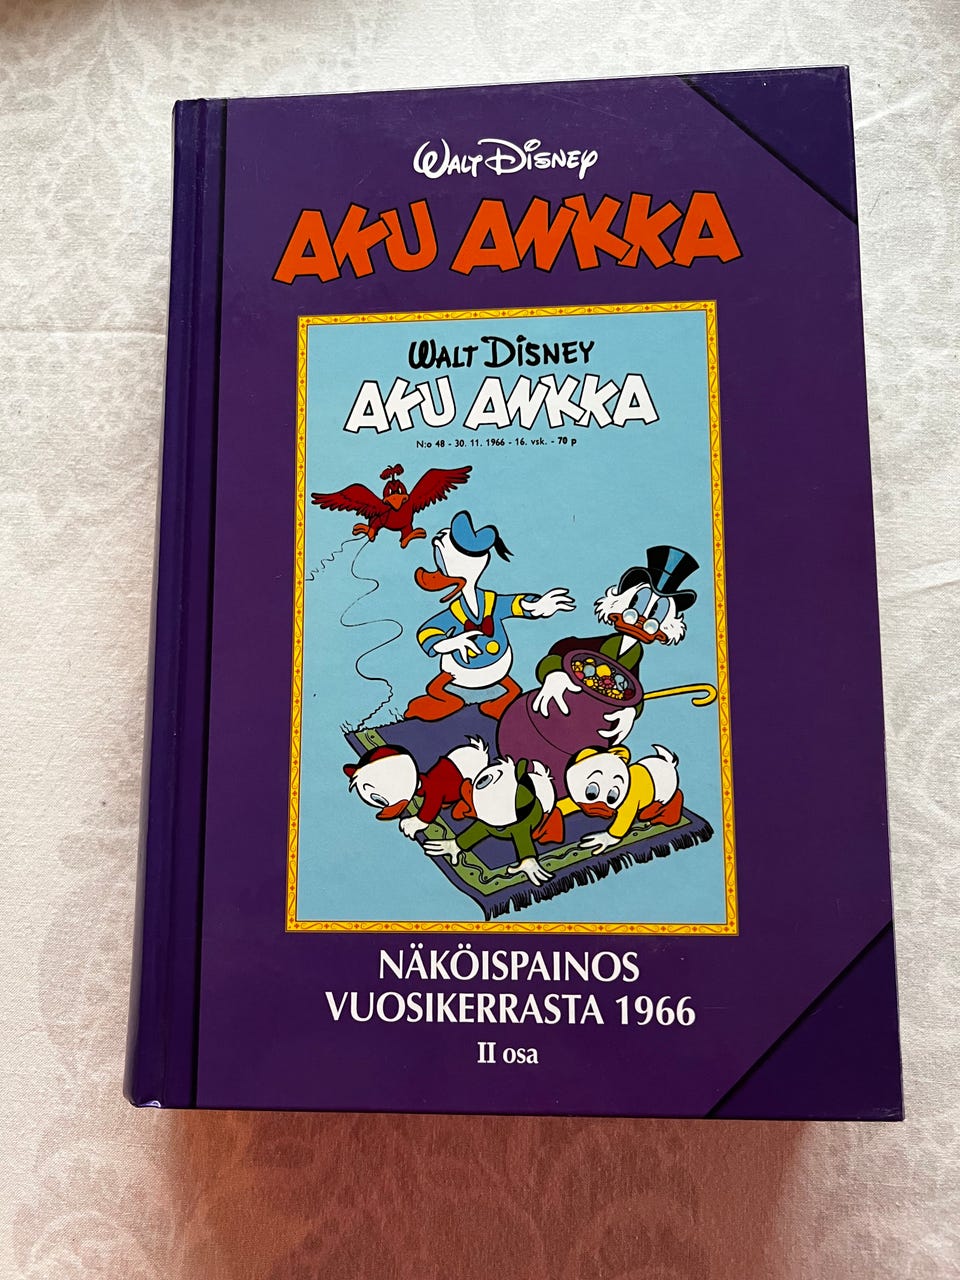 WALT DISNEY
AKU ANKKA
WALT DISNEY
AKU ANKKA
N:o 48 - 30. 11. 1966 - 16. vsk. - 70 p
NÄKÖISPAINOS
VUOSIKERRASTA 1966
II osa